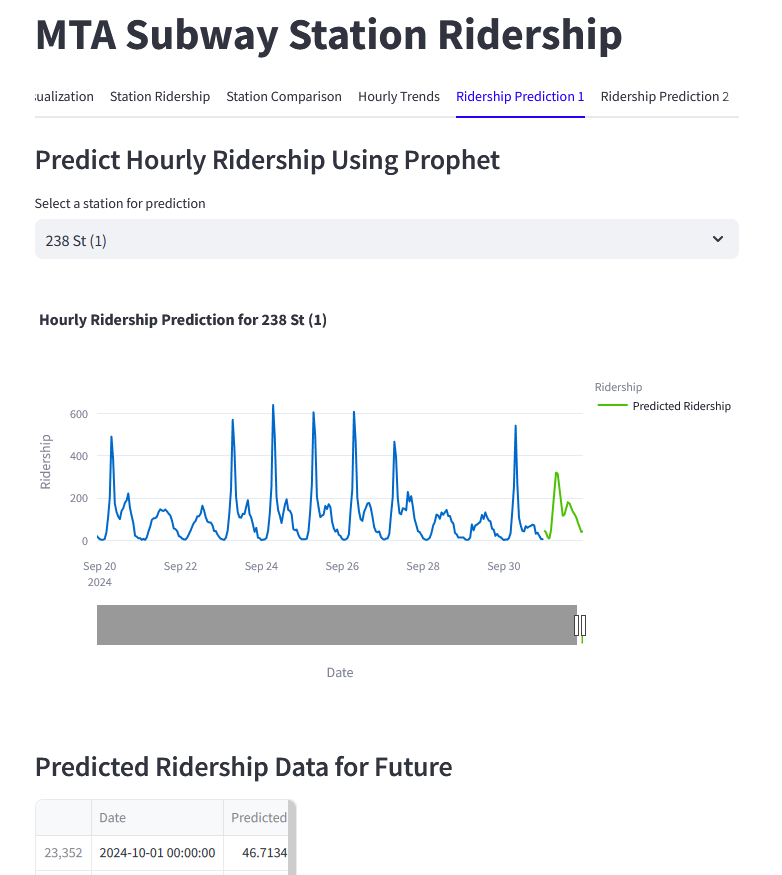 MTA Subway Station Ridership
sualization Station Ridership Station Comparison Hourly Trends Ridership Prediction 1 Ridership Prediction 2
Predict Hourly Ridership Using Prophet
Select a station for prediction
238 St (1)
Hourly Ridership Prediction for 238 St (1)
Ridership
Predicted Ridership
Ridership
600
400
200
0
Sep 20 Sep 22 Sep 24 Sep 26 Sep 28 Sep 30
2024
Date
Predicted Ridership Data for Future
Date Predicted
23,352 2024-10-01 00:00:00 46.7134